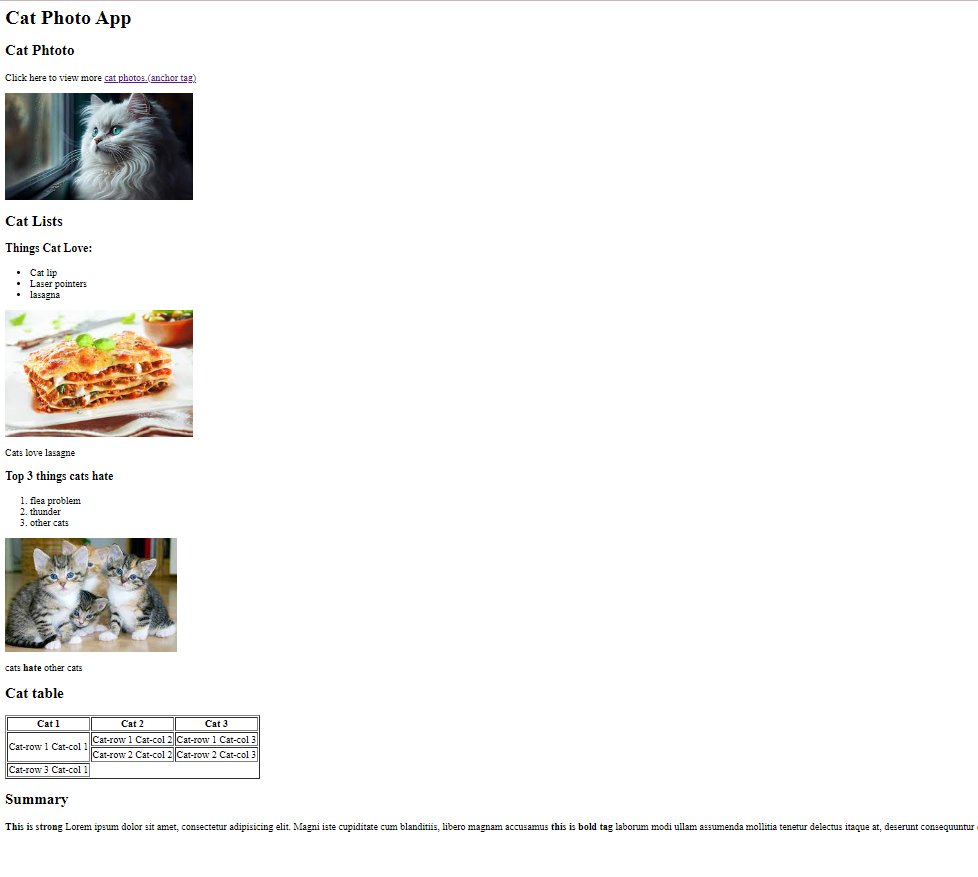 Cat Photo App
Cat Phtoto
Click here to view more cat photos.(anchor tag)
Cat Lists
Things Cat Love:
Cat lip
Laser pointers
lasagna
Cats love lasagne
Top 3 things cats hate
1. flea problem
2. thunder
3. other cats
cats hate other cats
Cat table
Cat 1 Cat 2 Cat 3
Cat-row 1 Cat-col 1 Cat-row 1 Cat-col 2 Cat-row 1 Cat-col 3
Cat-row 2 Cat-col 2 Cat-row 2 Cat-col 3
Cat-row 3 Cat-col 1
Summary
This is strong Lorem ipsum dolor sit amet, consectetur adipisicing elit. Magni iste cupiditate cum blanditiis, libero magnam accusamus this is bold tag laborum modi ullam assumenda mollitia tenetur delectus itaque at, deserunt consequuntur